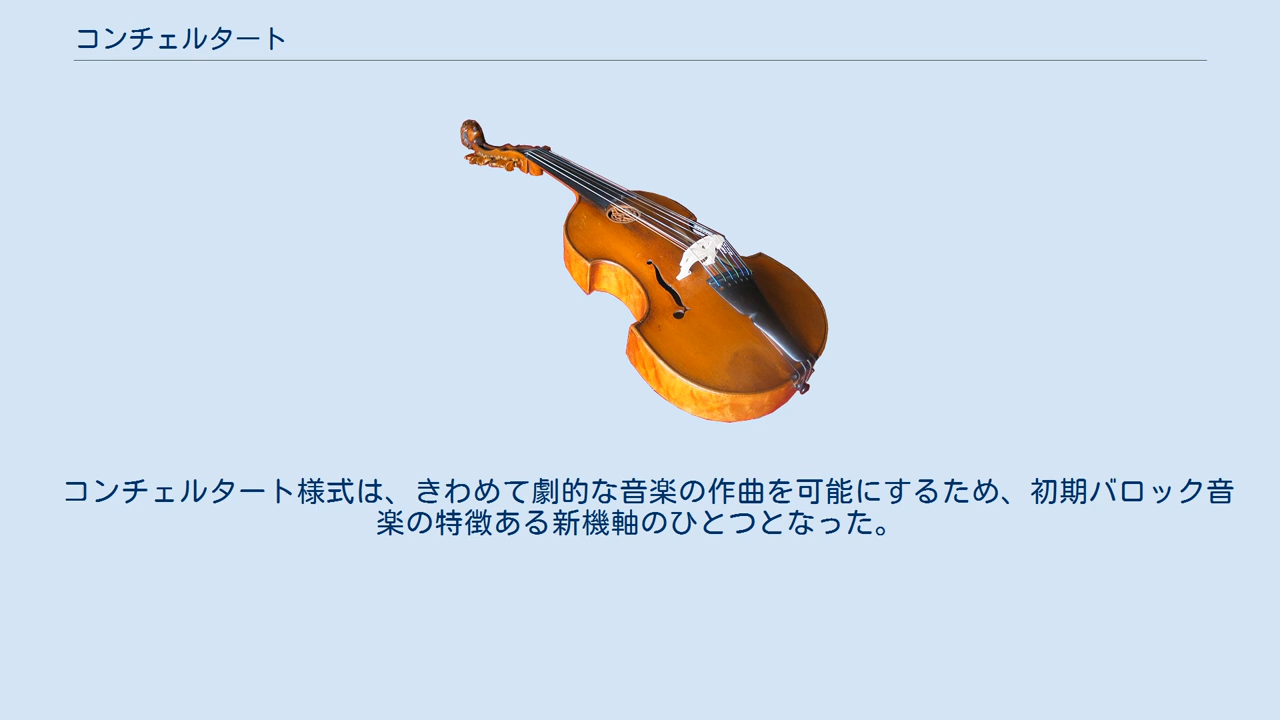 コンチェルタート
コンチェルタート様式は、きわめて劇的な音楽の作曲を可能にするため、初期バロック音
楽の特徴ある新機軸のひとつとなった。